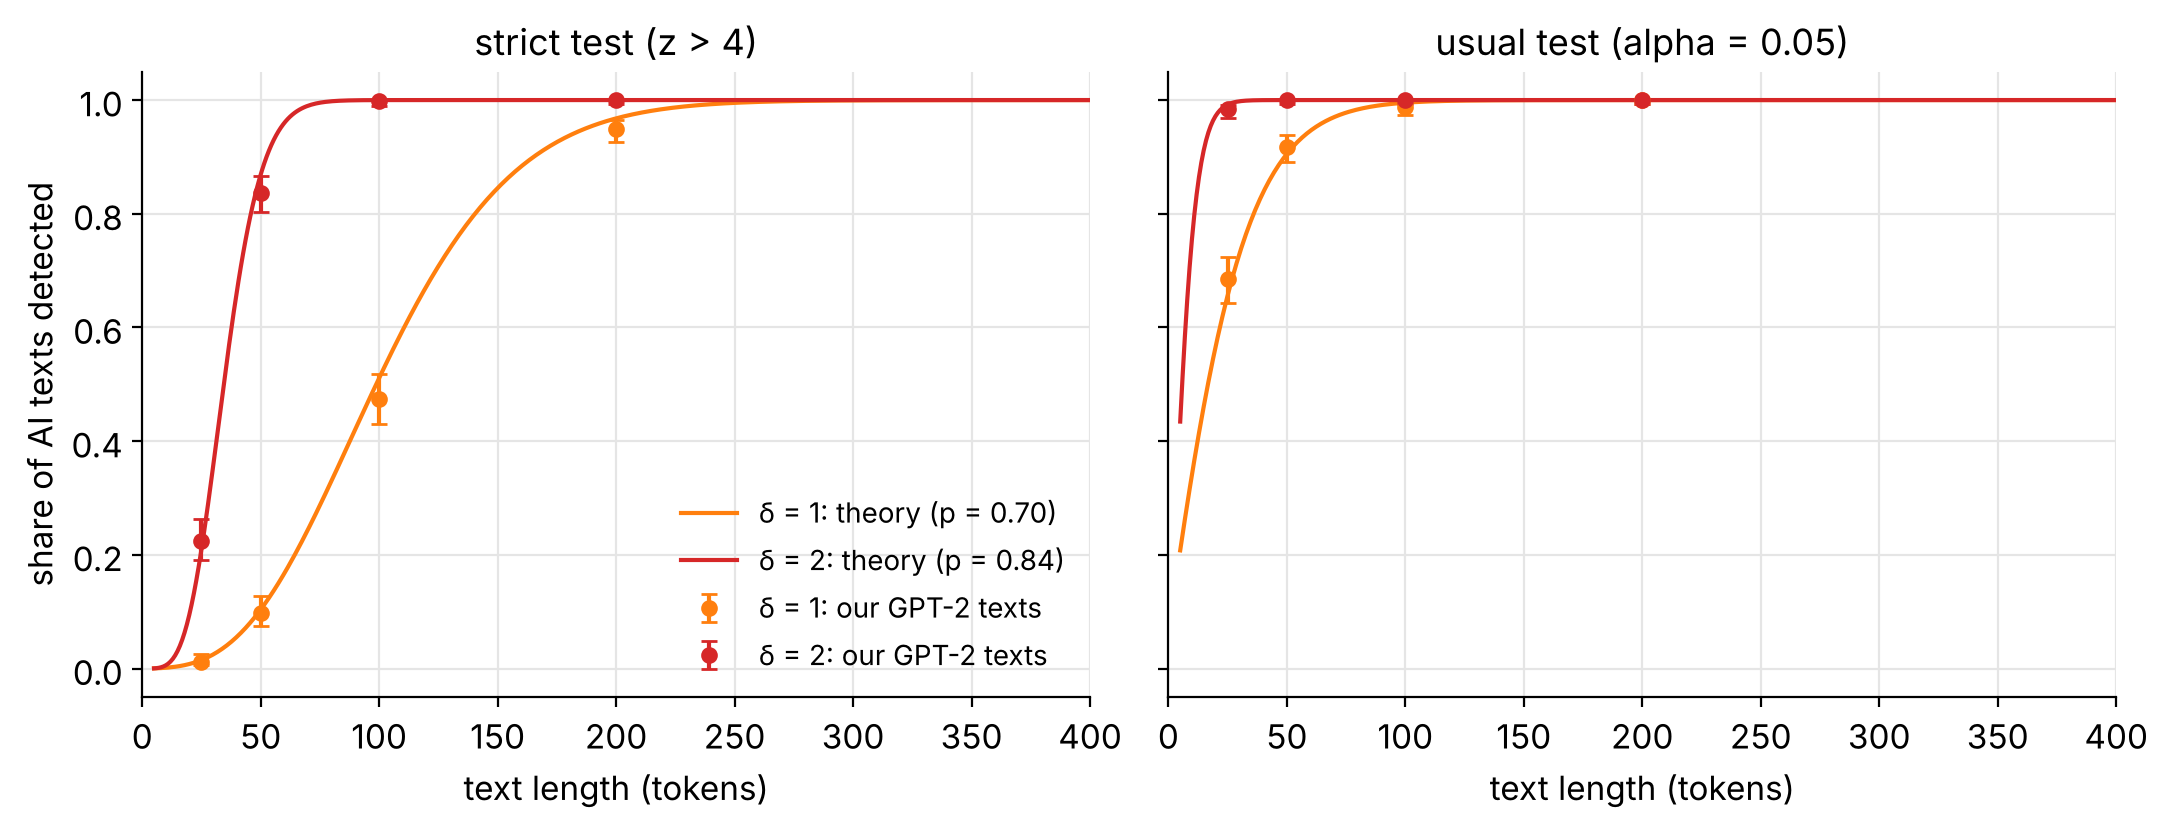 strict test (z > 4)
share of AI texts detected
1.0
0.8
0.6
0.4
0.2
0.0
δ = 1: theory (p = 0.70)
δ = 2: theory (p = 0.84)
δ = 1: our GPT-2 texts
δ = 2: our GPT-2 texts
0 50 100 150 200 250 300 350 400
text length (tokens)
usual test (alpha = 0.05)
0 50 100 150 200 250 300 350 400
text length (tokens)